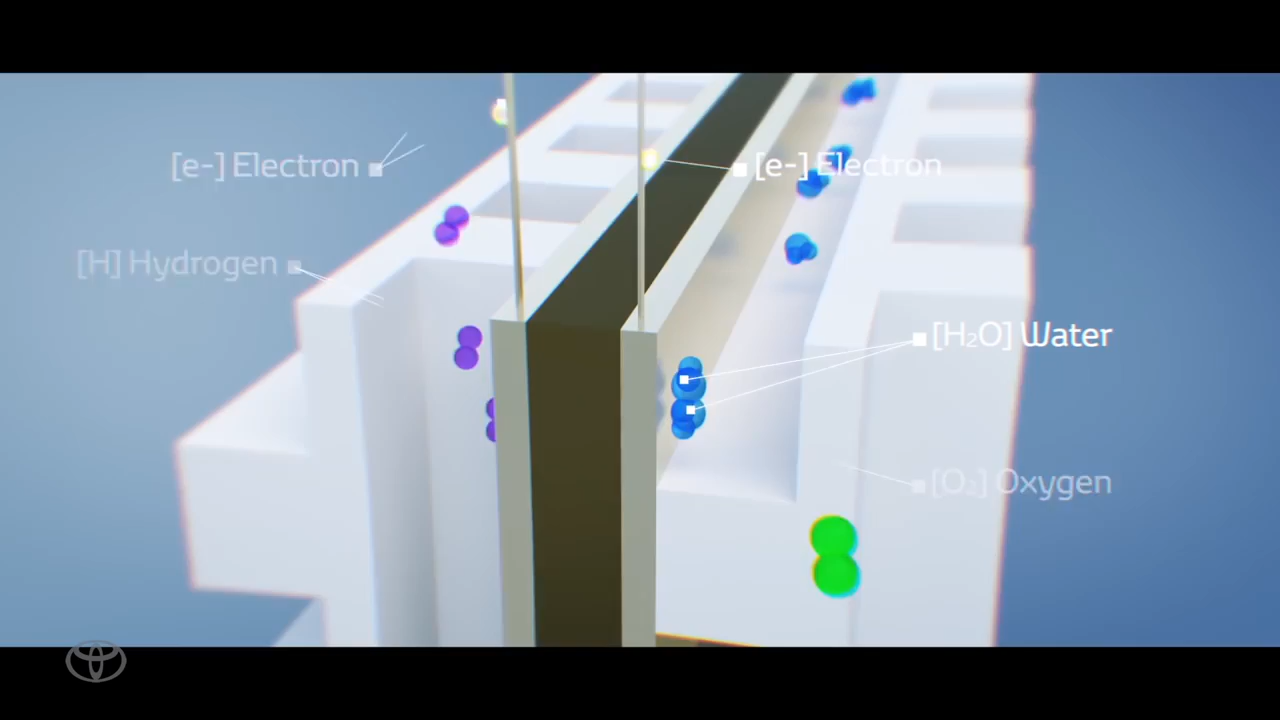 [e-] Electron
[e-] Electron
[H] Hydrogen
[H₂O] Water
[O₂] Oxygen